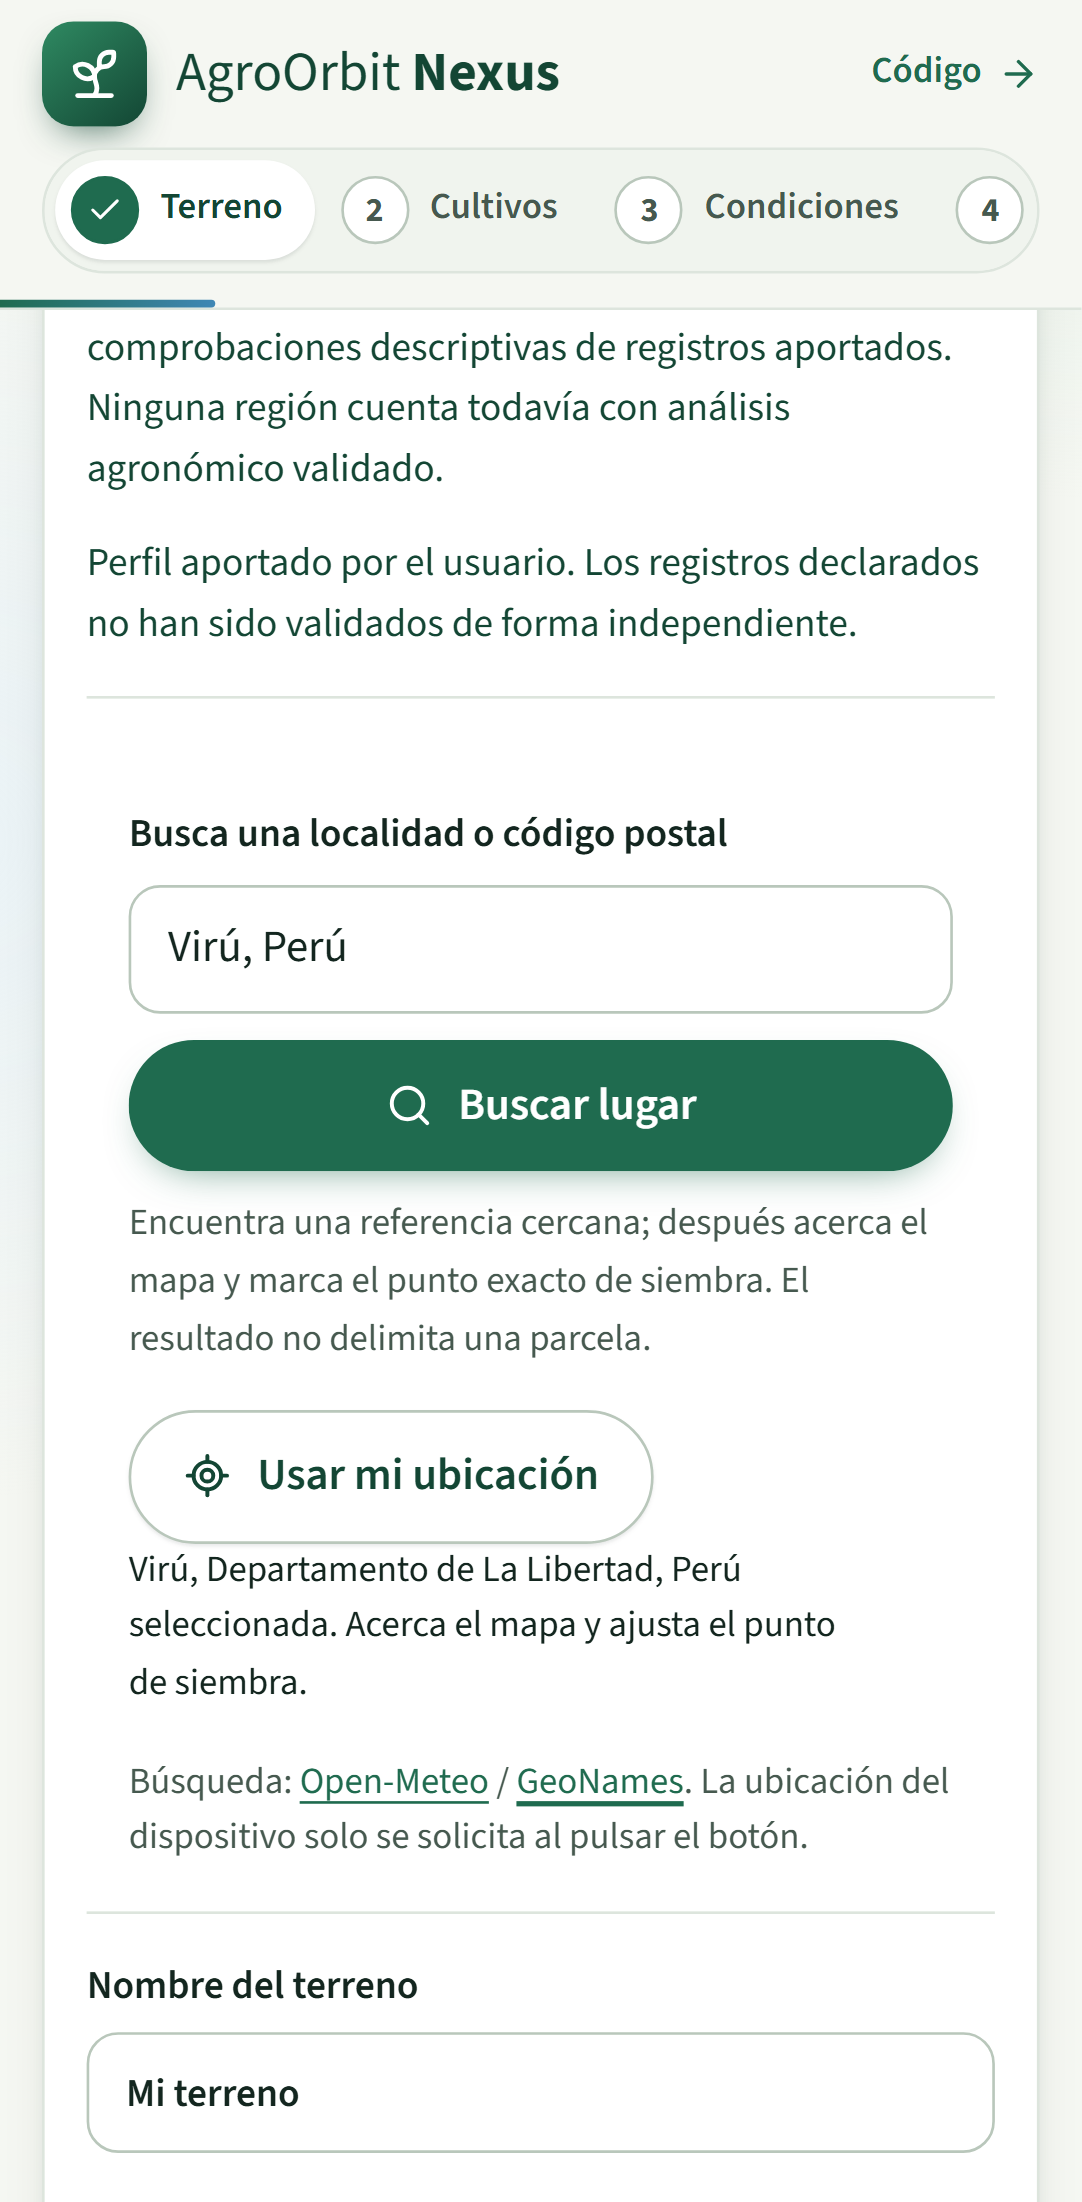 AgroOrbit Nexus
Código →
Terreno
2 Cultivos
3 Condiciones
4
comprobaciones descriptivas de registros aportados.
Ninguna región cuenta todavía con análisis
agronómico validado.
Perfil aportado por el usuario. Los registros declarados
no han sido validados de forma independiente.
Busca una localidad o código postal
Virú, Perú
Buscar lugar
Encuentra una referencia cercana; después acerca el
mapa y marca el punto exacto de siembra. El
resultado no delimita una parcela.
Usar mi ubicación
Virú, Departamento de La Libertad, Perú
seleccionada. Acerca el mapa y ajusta el punto
de siembra.
Búsqueda: Open-Meteo / GeoNames. La ubicación del
dispositivo solo se solicita al pulsar el botón.
Nombre del terreno
Mi terreno